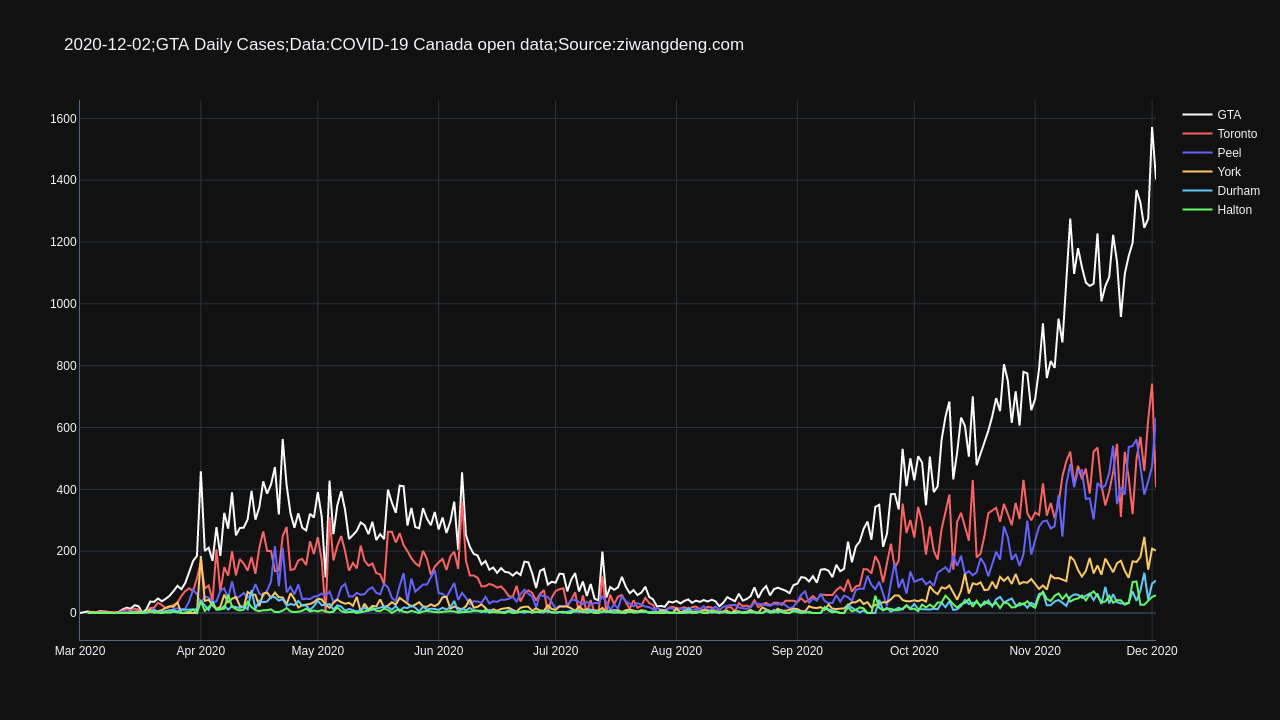 2020-12-02;GTA Daily Cases;Data:COVID-19 Canada open data;Source:ziwangdeng.com
1600
1400
1200
1000
800
600
400
200
0
Mar 2020 Apr 2020 May 2020 Jun 2020 Jul 2020 Aug 2020 Sep 2020 Oct 2020 Nov 2020 Dec 2020
GTA
Toronto
Peel
York
Durham
Halton